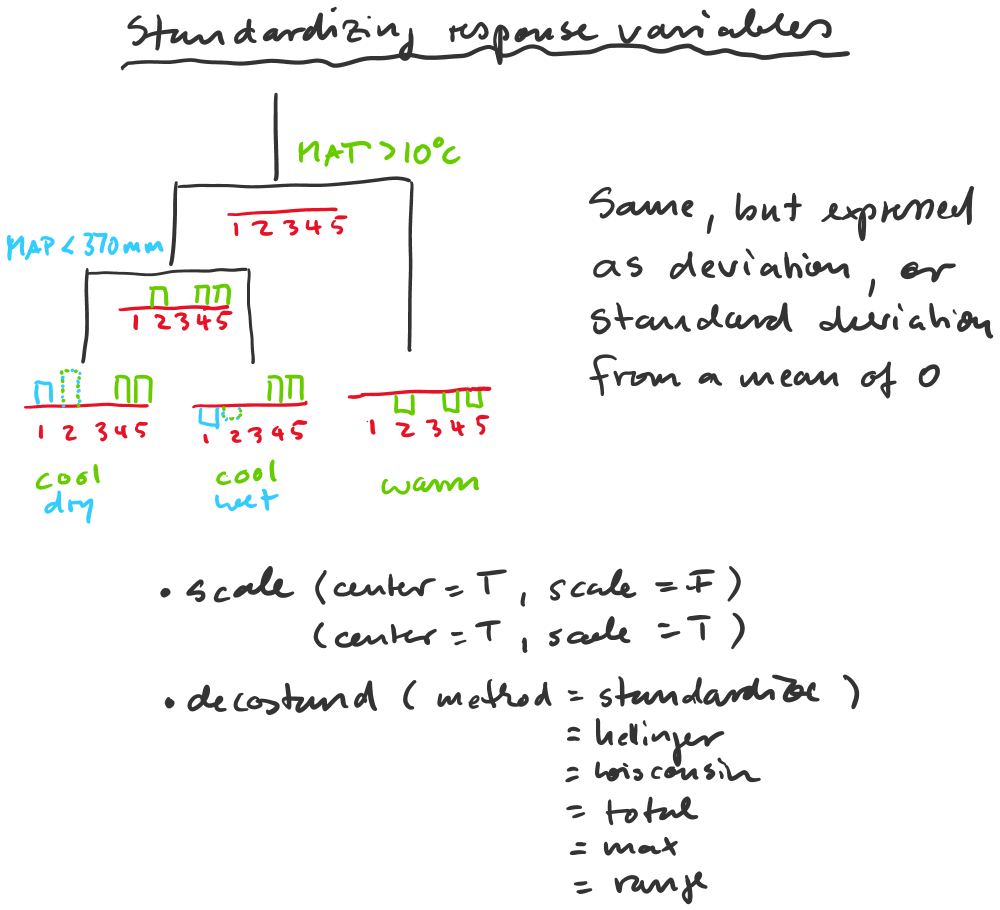 Standardizing response variables
MAT > 10°C
1 2 3 4 5
MAP < 370mm
1 2 3 4 5
Same, but expressed
as deviation, or
standard deviation
from a mean of 0
1 2 3 4 5
1 2 3 4 5
1 2 3 4 5
cool
dry
cool
wet
warm
• scale (center = T, scale = F)
(center = T, scale = T)
• decostand (method = standardize)
= hellinger
= wisconsin
= total
= max
= range